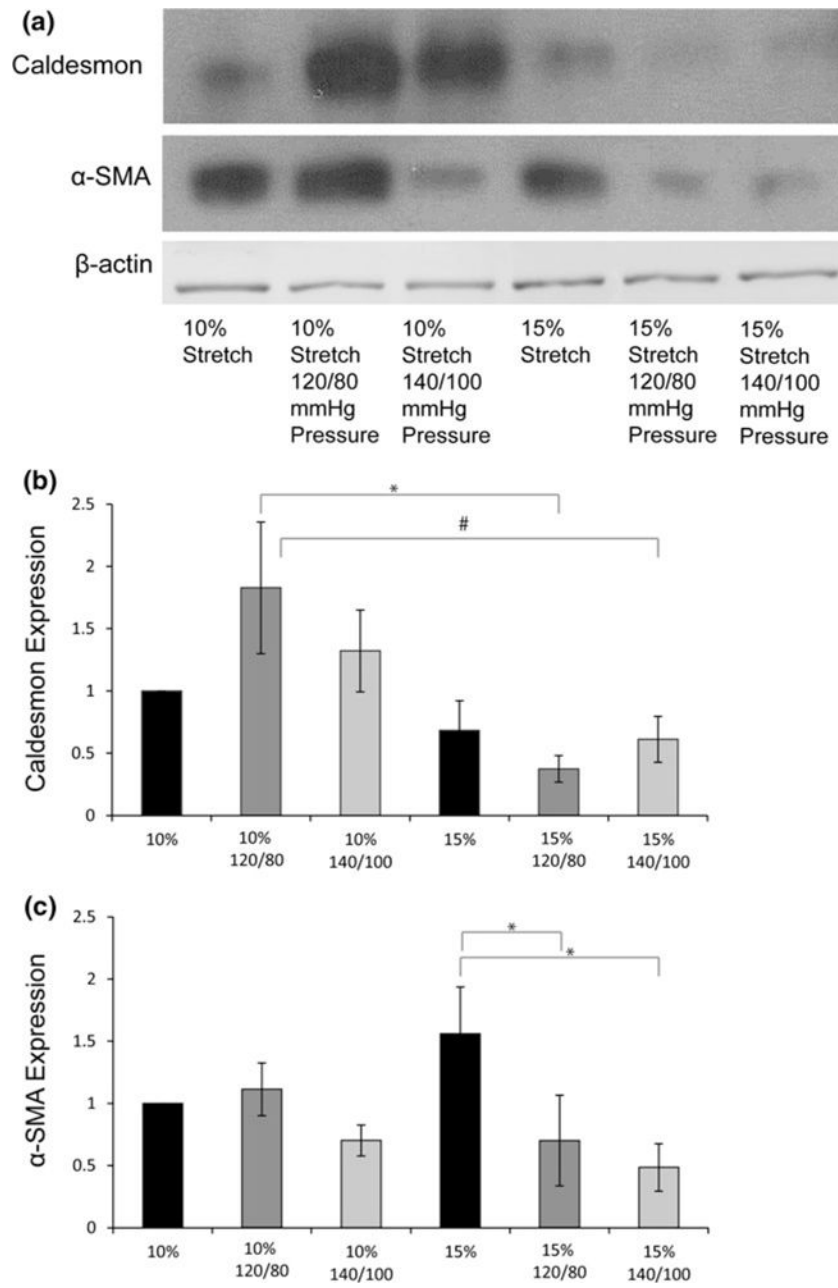 (a)
Caldesmon
α-SMA
β-actin
10%
Stretch
10%
Stretch
120/80
mmHg
Pressure
10%
Stretch
140/100
mmHg
Pressure
15%
Stretch
15%
Stretch
120/80
mmHg
Pressure
15%
Stretch
140/100
mmHg
Pressure
(b)
Caldesmon Expression
2.5
2
1.5
1
0.5
0
*
#
10%
10%
120/80
10%
140/100
15%
15%
120/80
15%
140/100
(c)
α-SMA Expression
2.5
2
1.5
1
0.5
0
*
*
10%
10%
120/80
10%
140/100
15%
15%
120/80
15%
140/100